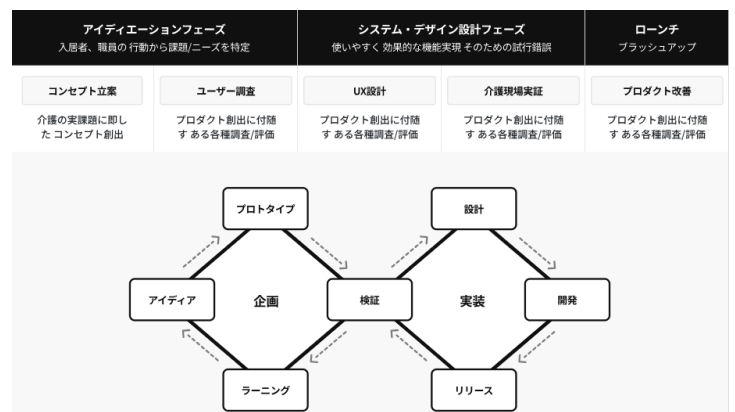 アイディエーションフェーズ
入居者、職員の 行動から課題/ニーズを特定
システム・デザイン設計フェーズ
使いやすく 効果的な機能実現 そのための試行錯誤
ローンチ
ブラッシュアップ
コンセプト立案
ユーザー調査
UX設計
介護現場実証
プロダクト改善
介護の実課題に即し
た コンセプト創出
プロダクト創出に付随
す ある各種調査/評価
プロダクト創出に付随
す ある各種調査/評価
プロダクト創出に付随
す ある各種調査/評価
プロダクト創出に付随
す ある各種調査/評価
プロトタイプ
設計
アイディア
企画
検証
実装
開発
ラーニング
リリース